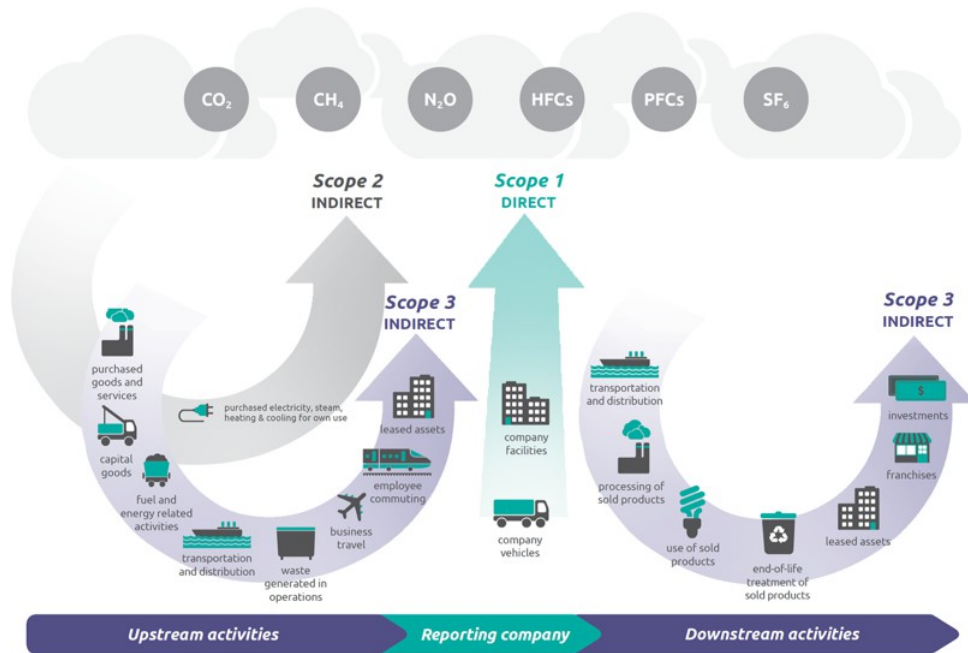 CO₂
CH₄
N₂O
HFCs
PFCs
SF₆
Scope 2
INDIRECT
Scope 1
DIRECT
Scope 3
INDIRECT
Scope 3
INDIRECT
purchased
goods and
services
capital
goods
fuel and
energy related
activities
purchased electricity, steam,
heating & cooling for own use
transportation
and distribution
waste
generated in
operations
business
travel
employee
commuting
leased assets
company
facilities
company
vehicles
transportation
and distribution
processing of
sold products
use of sold
products
end-of-life
treatment of
sold products
leased assets
franchises
$
investments
Upstream activities
Reporting company
Downstream activities